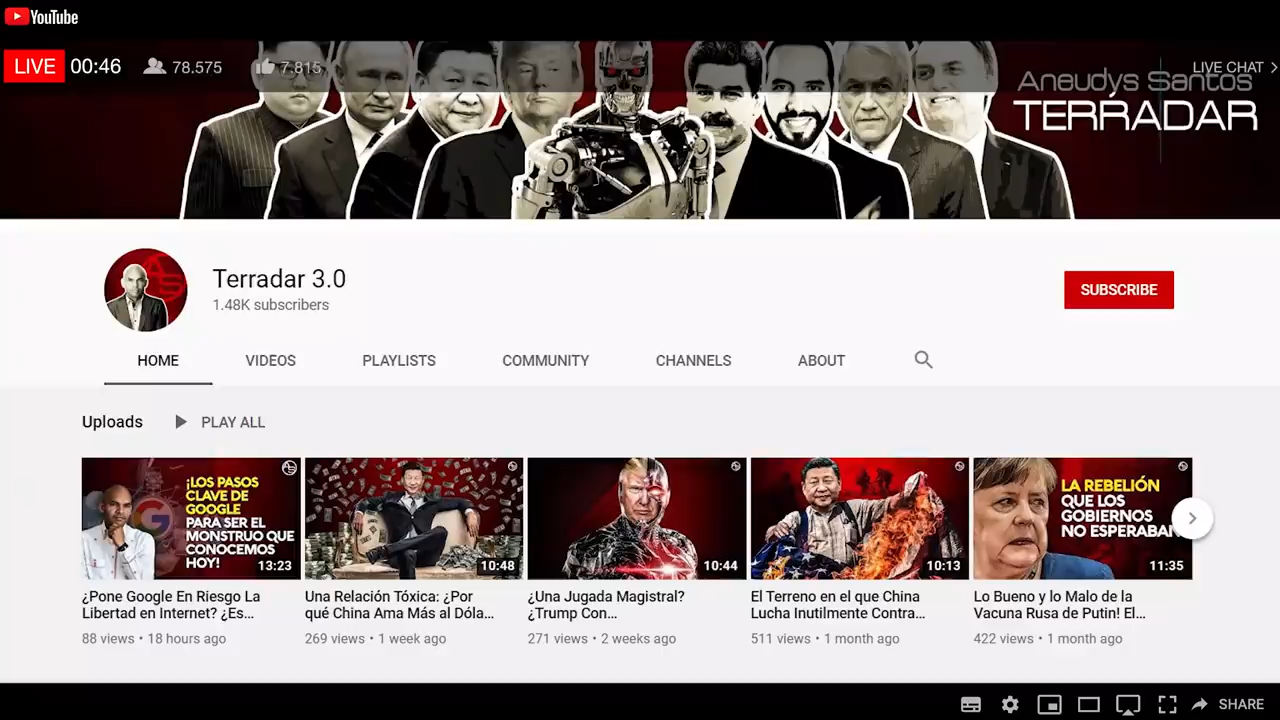 YouTube
LIVE 00:46 78.575 7.815
LIVE CHAT
Aneudys Santos
TERRADAR
Terradar 3.0
1.48K subscribers
SUBSCRIBE
HOME VIDEOS PLAYLISTS COMMUNITY CHANNELS ABOUT
Uploads PLAY ALL
¡LOS PASOS
CLAVE DE
GOOGLE
PARA SER EL
MONSTRUO QUE
CONOCEMOS
HOY!
13:23
10:48
10:44
10:13
LA REBELIÓN
QUE LOS
GOBIERNOS
NO ESPERABAN
11:35
¿Pone Google En Riesgo La
Libertad en Internet? ¿Es...
88 views • 18 hours ago
Una Relación Tóxica: ¿Por
qué China Ama Más al Dóla...
269 views • 1 week ago
¿Una Jugada Magistral?
¿Trump Con...
271 views • 2 weeks ago
El Terreno en el que China
Lucha Inutilmente Contra...
511 views • 1 month ago
Lo Bueno y lo Malo de la
Vacuna Rusa de Putin! El...
422 views • 1 month ago
SHARE